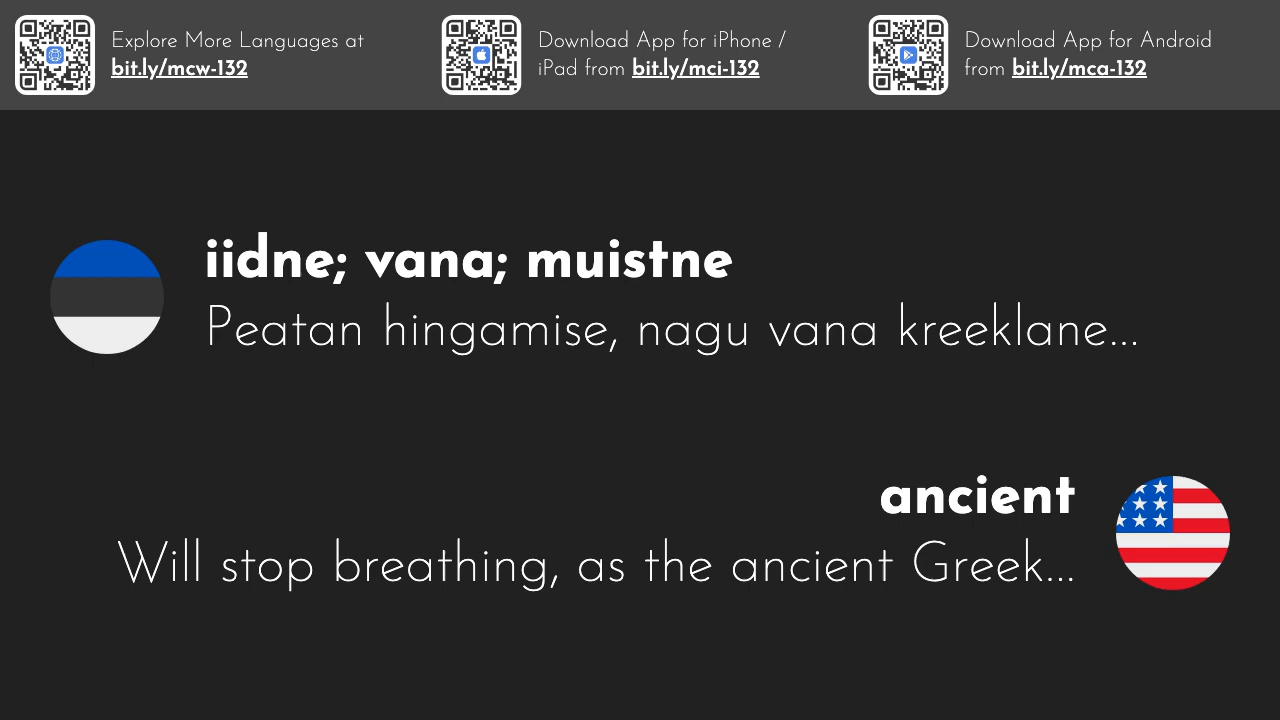 Explore More Languages at
bit.ly/mcw-132
Download App for iPhone /
iPad from bit.ly/mci-132
Download App for Android
from bit.ly/mca-132
iidne; vana; muistne
Peatan hingamise, nagu vana kreeklane...
ancient
Will stop breathing, as the ancient Greek...